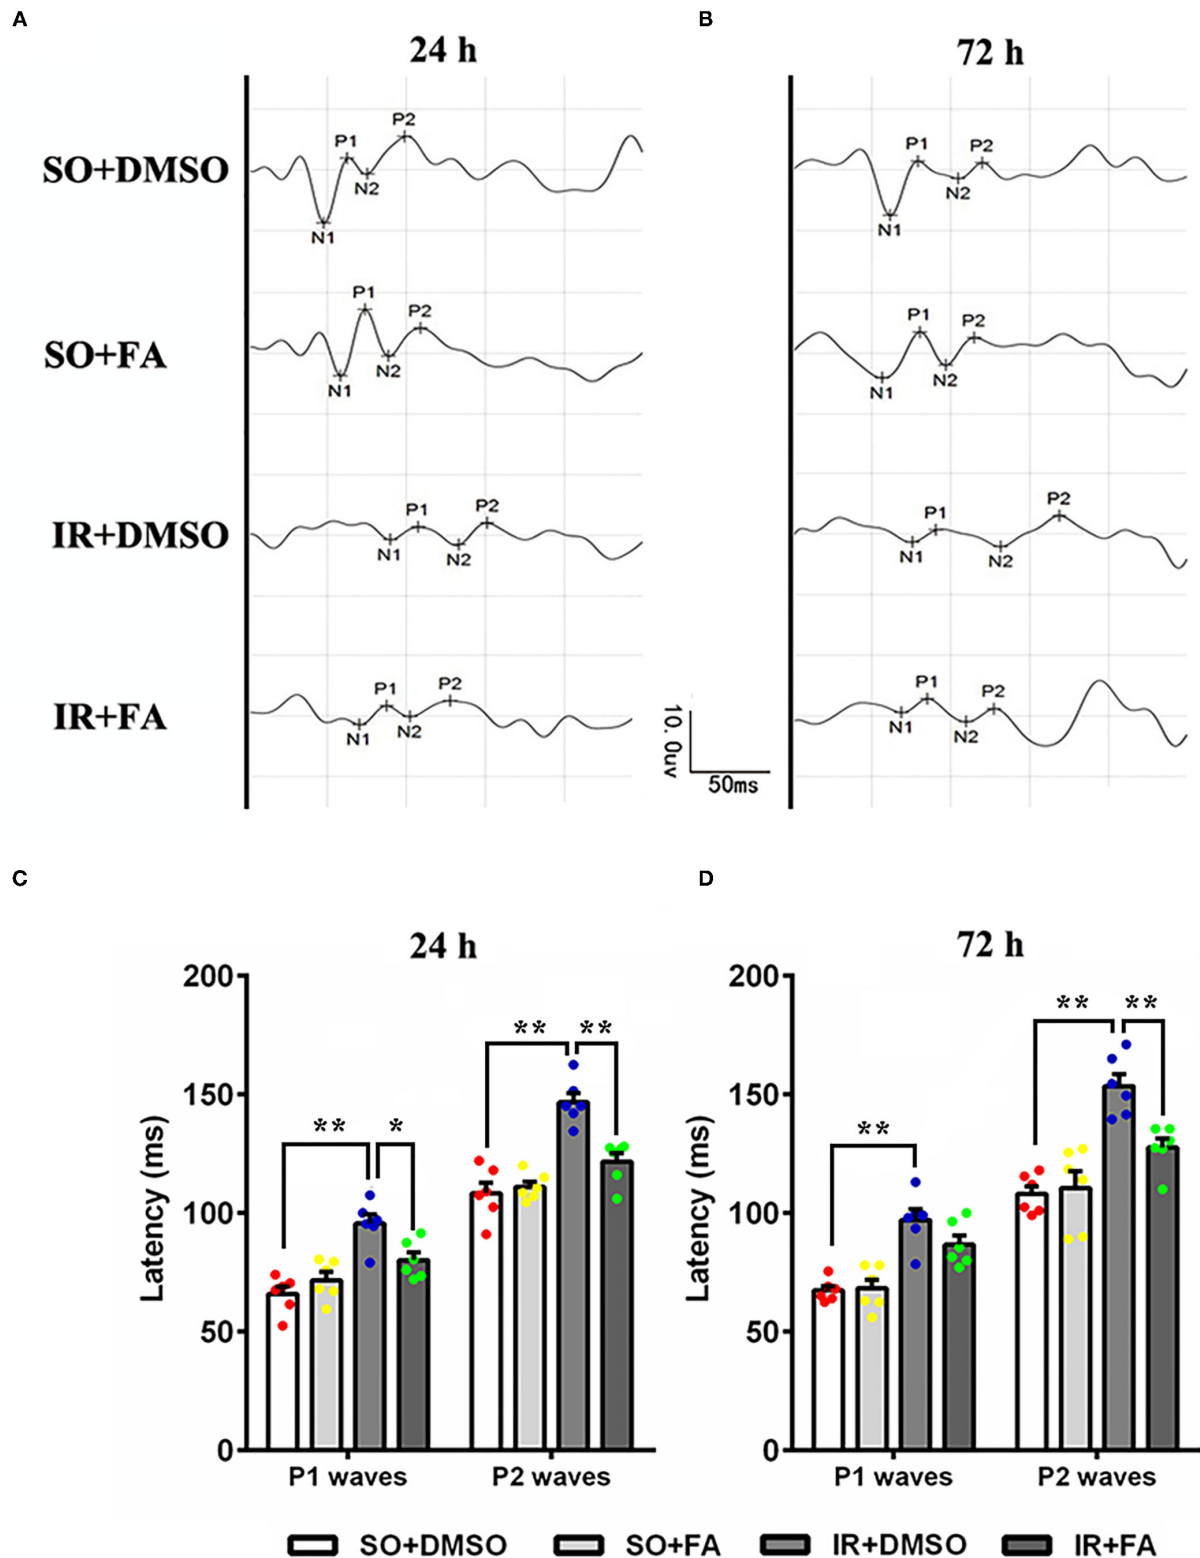 A
B
24 h
72 h
SO+DMSO
P1
P2
N2
N1
P1
P2
N2
N1
SO+FA
P1
P2
N2
N1
P1
P2
N2
N1
IR+DMSO
P1
P2
N1
N2
P1
P2
N1
N2
IR+FA
P1
P2
N1
N2
P1
P2
N1
N2
10. 0uv
50ms
C
D
24 h
72 h
Latency (ms)
200
150
100
50
0
** * ** **
P1 waves
P2 waves
Latency (ms)
200
150
100
50
0
** ** **
P1 waves
P2 waves
SO+DMSO SO+FA IR+DMSO IR+FA